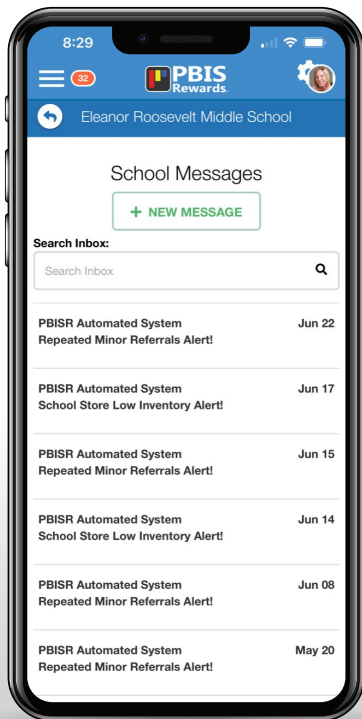 8:29
32
PBIS
Rewards
Eleanor Roosevelt Middle School
School Messages
+ NEW MESSAGE
Search Inbox:
Search Inbox
PBISR Automated System Jun 22
Repeated Minor Referrals Alert!
PBISR Automated System Jun 17
School Store Low Inventory Alert!
PBISR Automated System Jun 15
Repeated Minor Referrals Alert!
PBISR Automated System Jun 14
School Store Low Inventory Alert!
PBISR Automated System Jun 08
Repeated Minor Referrals Alert!
PBISR Automated System May 20
Repeated Minor Referrals Alert!